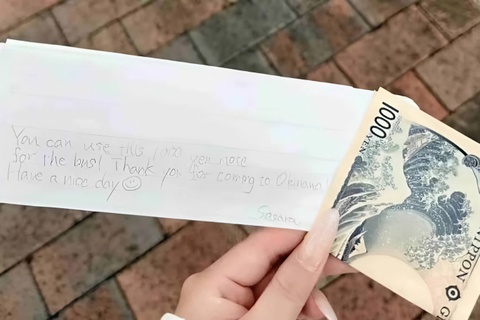 You can use this 1000 yen note
for the bus! Thank you for coming to Okinawa!
Have a nice day☺
1000
YEN
NIPPON G